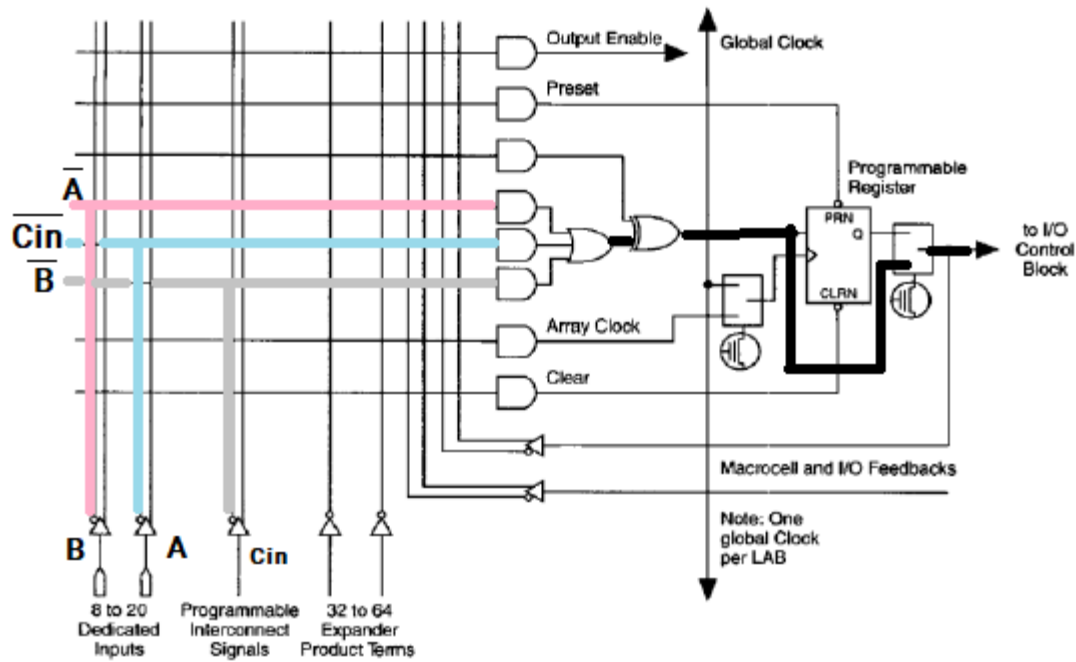 Output Enable
Global Clock
Preset
Programmable
Register
A̅
C̅i̅n̅
B̅
PRN
Q
CLRN
to I/O
Control
Block
Array Clock
Clear
Macrocell and I/O Feedbacks
Note: One
global Clock
per LAB
B
A
Cin
8 to 20
Dedicated
Inputs
Programmable
Interconnect
Signals
32 to 64
Expander
Product Terms